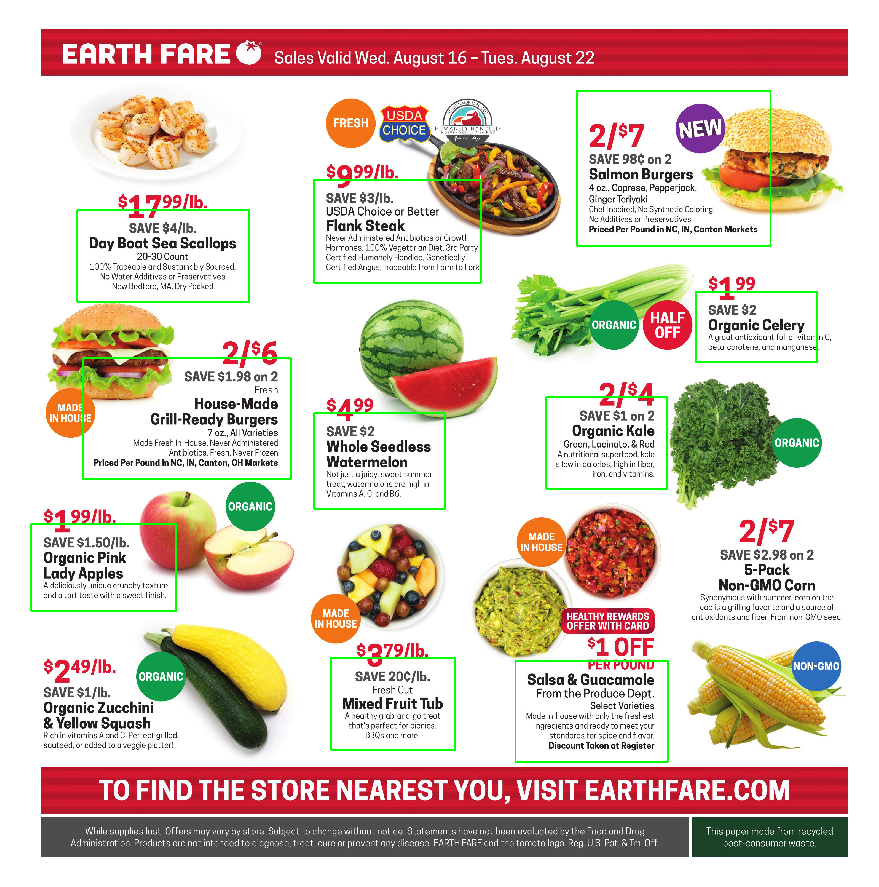 EARTH FARE
Sales Valid Wed. August 16 – Tues. August 22
$17 99/lb.
SAVE $4/lb.
Day Boat Sea Scallops
20-30 Count
100% Traceable and Sustainably Sourced.
No Water Additives or Preservatives
New Bedford, MA. Dry Packed
FRESH
USDA
CHOICE
$9 99/lb.
SAVE $3/lb.
USDA Choice or Better
Flank Steak
Never Administered Antibiotics or Growth
Hormones, 100% Vegetarian Diet, 3rd Party
Certified Humanely Handled, Genetically
Certified Angus, Traceable from Farm to Fork
2/$7
NEW
SAVE 98¢ on 2
Salmon Burgers
4 oz., Caprese, Pepperjack,
Ginger Teriyaki
Chef Inspired, No Synthetic Coloring,
No Additives or Preservatives
Priced Per Pound in NC, IN, Canton Markets
2/$6
SAVE $1.98 on 2
Fresh
House-Made
Grill-Ready Burgers
7 oz., All Varieties
Made Fresh In House. Never Administered
Antibiotics, Fresh, Never Frozen
Priced Per Pound In NC, IN, Canton, OH Markets
MADE
IN HOUSE
$4 99
SAVE $2
Whole Seedless
Watermelon
Not just a juicy, sweet summer
treat, watermelons are high in
Vitamins A, C, and B6.
ORGANIC
HALF
OFF
$1 99
SAVE $2
Organic Celery
A great antioxidant full of vitamin C,
beta carotene, and manganese.
2/$4
SAVE $1 on 2
Organic Kale
Green, Lacinato, & Red
A nutritional superfood, kale
is low in calories, high in fiber,
iron, and vitamins.
ORGANIC
$1 99/lb.
SAVE $1.50/lb.
Organic Pink
Lady Apples
A deliciously unique crunchy texture
and a tart taste with a sweet finish.
ORGANIC
MADE
IN HOUSE
$3 79/lb.
SAVE 20¢/lb.
Fresh Cut
Mixed Fruit Tub
A healthy grab and go treat
that's perfect for picnics,
BBQs and more
MADE
IN HOUSE
HEALTHY REWARDS
OFFER WITH CARD
$1 OFF
PER POUND
Salsa & Guacamole
From the Produce Dept.
Select Varieties
Made in house with only the freshest
ingredients and ready to meet your
standards for spice and flavor.
Discount Taken at Register
2/$7
SAVE $2.98 on 2
5-Pack
Non-GMO Corn
Synonymous with summer, corn on the
cob is a grilling favorite and a source of
antioxidants and fiber. From non-GMO seed.
NON-GMO
$2 49/lb.
SAVE $1/lb.
Organic Zucchini
& Yellow Squash
Rich in vitamins A and C. Perfect grilled,
sautéed, or added to a veggie platter!
ORGANIC
TO FIND THE STORE NEAREST YOU, VISIT EARTHFARE.COM
While supplies last. Offers may vary by store. Subject to change without notice. Statements have not been evaluated by the Food and Drug
Administration. Products are not intended to diagnose, treat, cure or prevent any disease. EARTH FARE and the tomato logo, Reg. U.S. Pat. & Tm. Off.
This paper made from recycled
post-consumer waste.